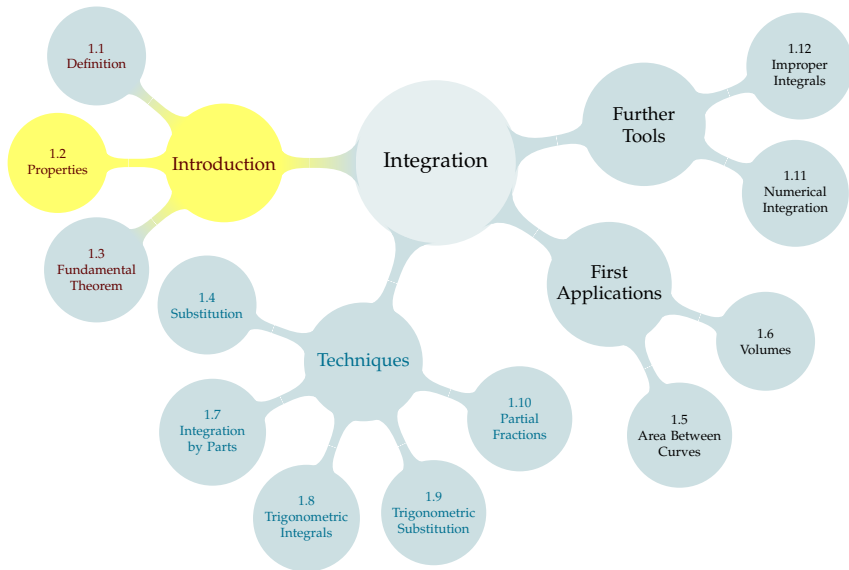 Integration
Introduction
1.1
Definition
1.2
Properties
1.3
Fundamental
Theorem
Techniques
1.4
Substitution
1.7
Integration
by Parts
1.8
Trigonometric
Integrals
1.9
Trigonometric
Substitution
1.10
Partial
Fractions
First
Applications
1.5
Area Between
Curves
1.6
Volumes
Further
Tools
1.11
Numerical
Integration
1.12
Improper
Integrals